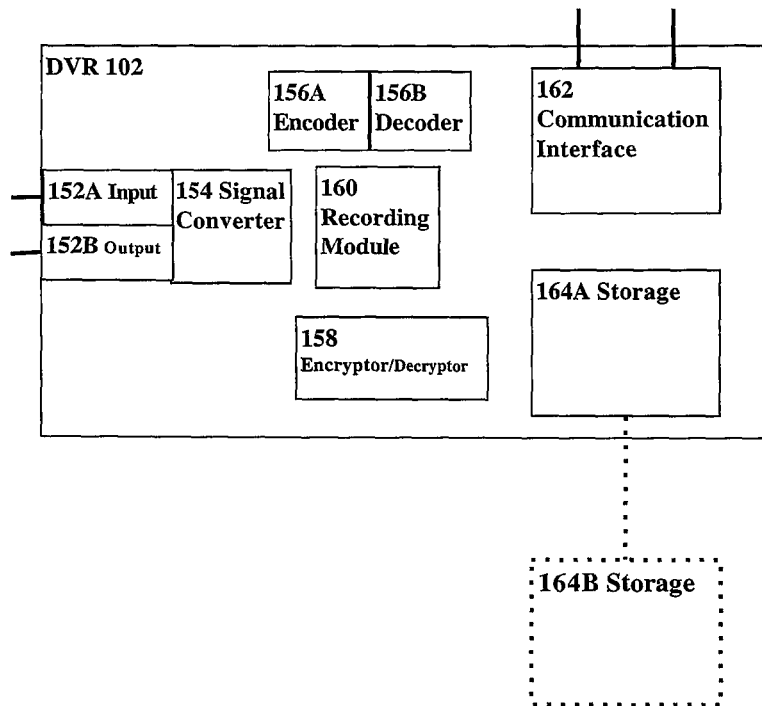 DVR 102
156A
Encoder
156B
Decoder
162
Communication
Interface
152A Input
152B Output
154 Signal
Converter
160
Recording
Module
164A Storage
158
Encryptor/Decryptor
164B Storage